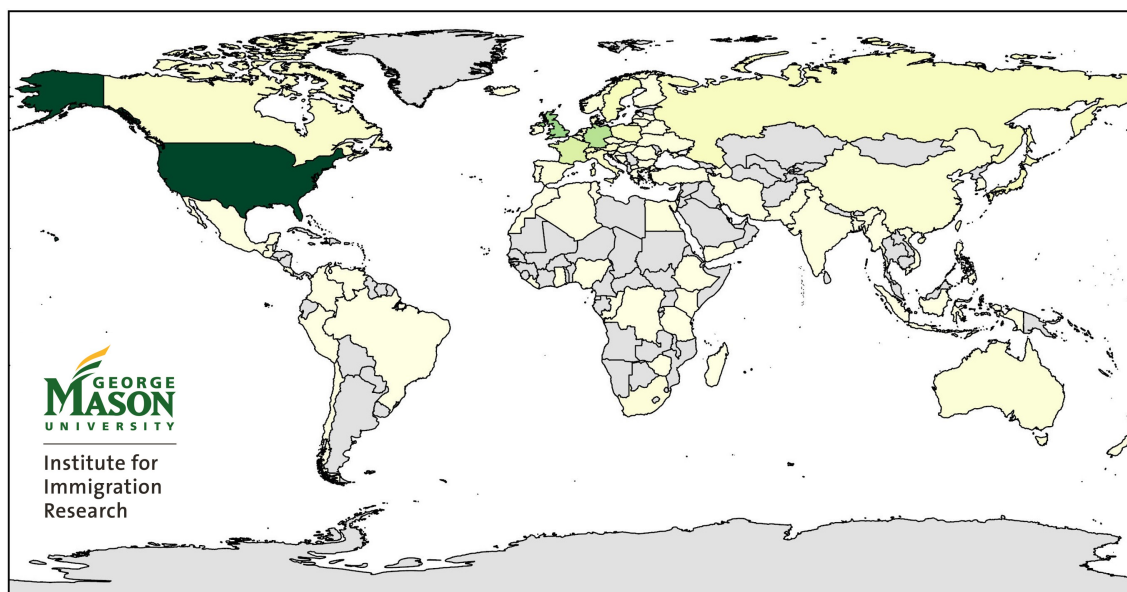 GEORGE
MASON
UNIVERSITY
Institute for
Immigration
Research